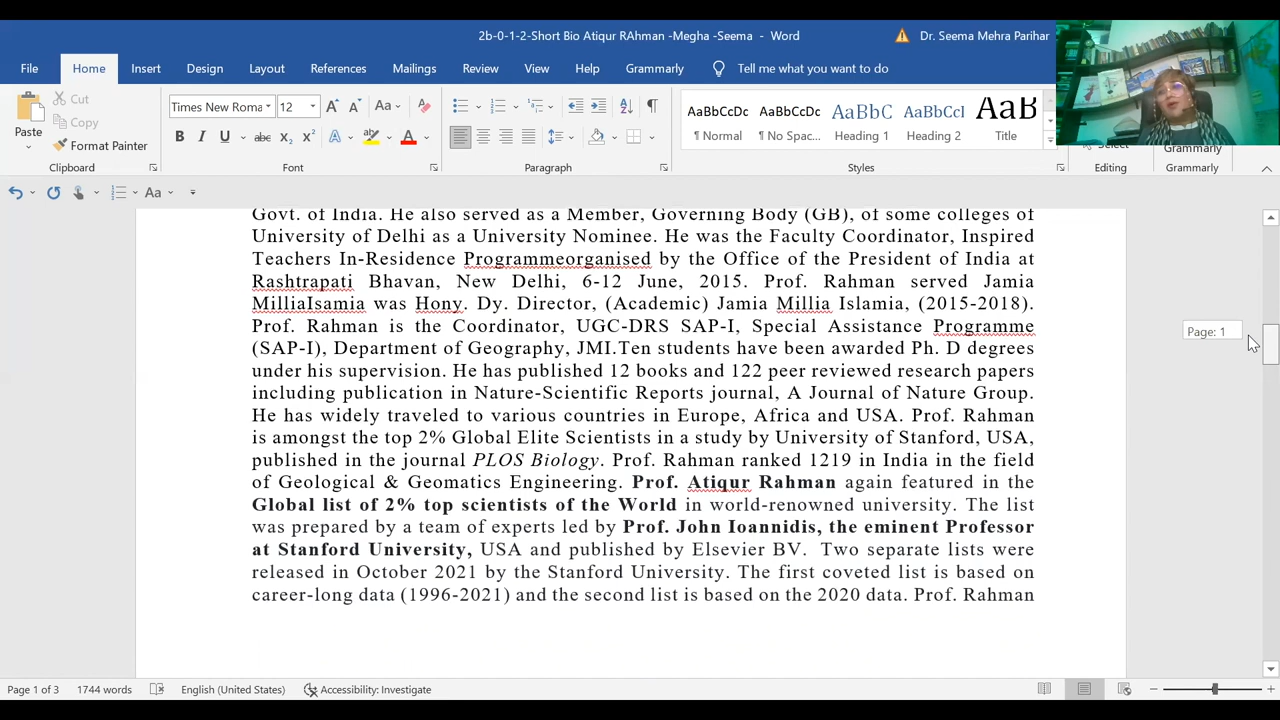 2b-0-1-2-Short Bio Atiqur RAhman -Megha -Seema - Word
Dr. Seema Mehra Parihar
File Home Insert Design Layout References Mailings Review View Help Grammarly Tell me what you want to do
Paste
Cut
Copy
Format Painter
Clipboard
Times New Roma 12
Font
Paragraph
AaBbCcDc AaBbCcDc AaBbC AaBbCcI AaB
¶ Normal ¶ No Spac... Heading 1 Heading 2 Title
Styles
Select
Editing
Grammarly
Grammarly
Govt. of India. He also served as a Member, Governing Body (GB), of some colleges of
University of Delhi as a University Nominee. He was the Faculty Coordinator, Inspired
Teachers In-Residence Programmeorganised by the Office of the President of India at
Rashtrapati Bhavan, New Delhi, 6-12 June, 2015. Prof. Rahman served Jamia
MilliaIsamia was Hony. Dy. Director, (Academic) Jamia Millia Islamia, (2015-2018).
Prof. Rahman is the Coordinator, UGC-DRS SAP-I, Special Assistance Programme
(SAP-I), Department of Geography, JMI.Ten students have been awarded Ph. D degrees
under his supervision. He has published 12 books and 122 peer reviewed research papers
including publication in Nature-Scientific Reports journal, A Journal of Nature Group.
He has widely traveled to various countries in Europe, Africa and USA. Prof. Rahman
is amongst the top 2% Global Elite Scientists in a study by University of Stanford, USA,
published in the journal PLOS Biology. Prof. Rahman ranked 1219 in India in the field
of Geological & Geomatics Engineering. Prof. Atiqur Rahman again featured in the
Global list of 2% top scientists of the World in world-renowned university. The list
was prepared by a team of experts led by Prof. John Ioannidis, the eminent Professor
at Stanford University, USA and published by Elsevier BV. Two separate lists were
released in October 2021 by the Stanford University. The first coveted list is based on
career-long data (1996-2021) and the second list is based on the 2020 data. Prof. Rahman
Page: 1
Page 1 of 3 1744 words English (United States) Accessibility: Investigate